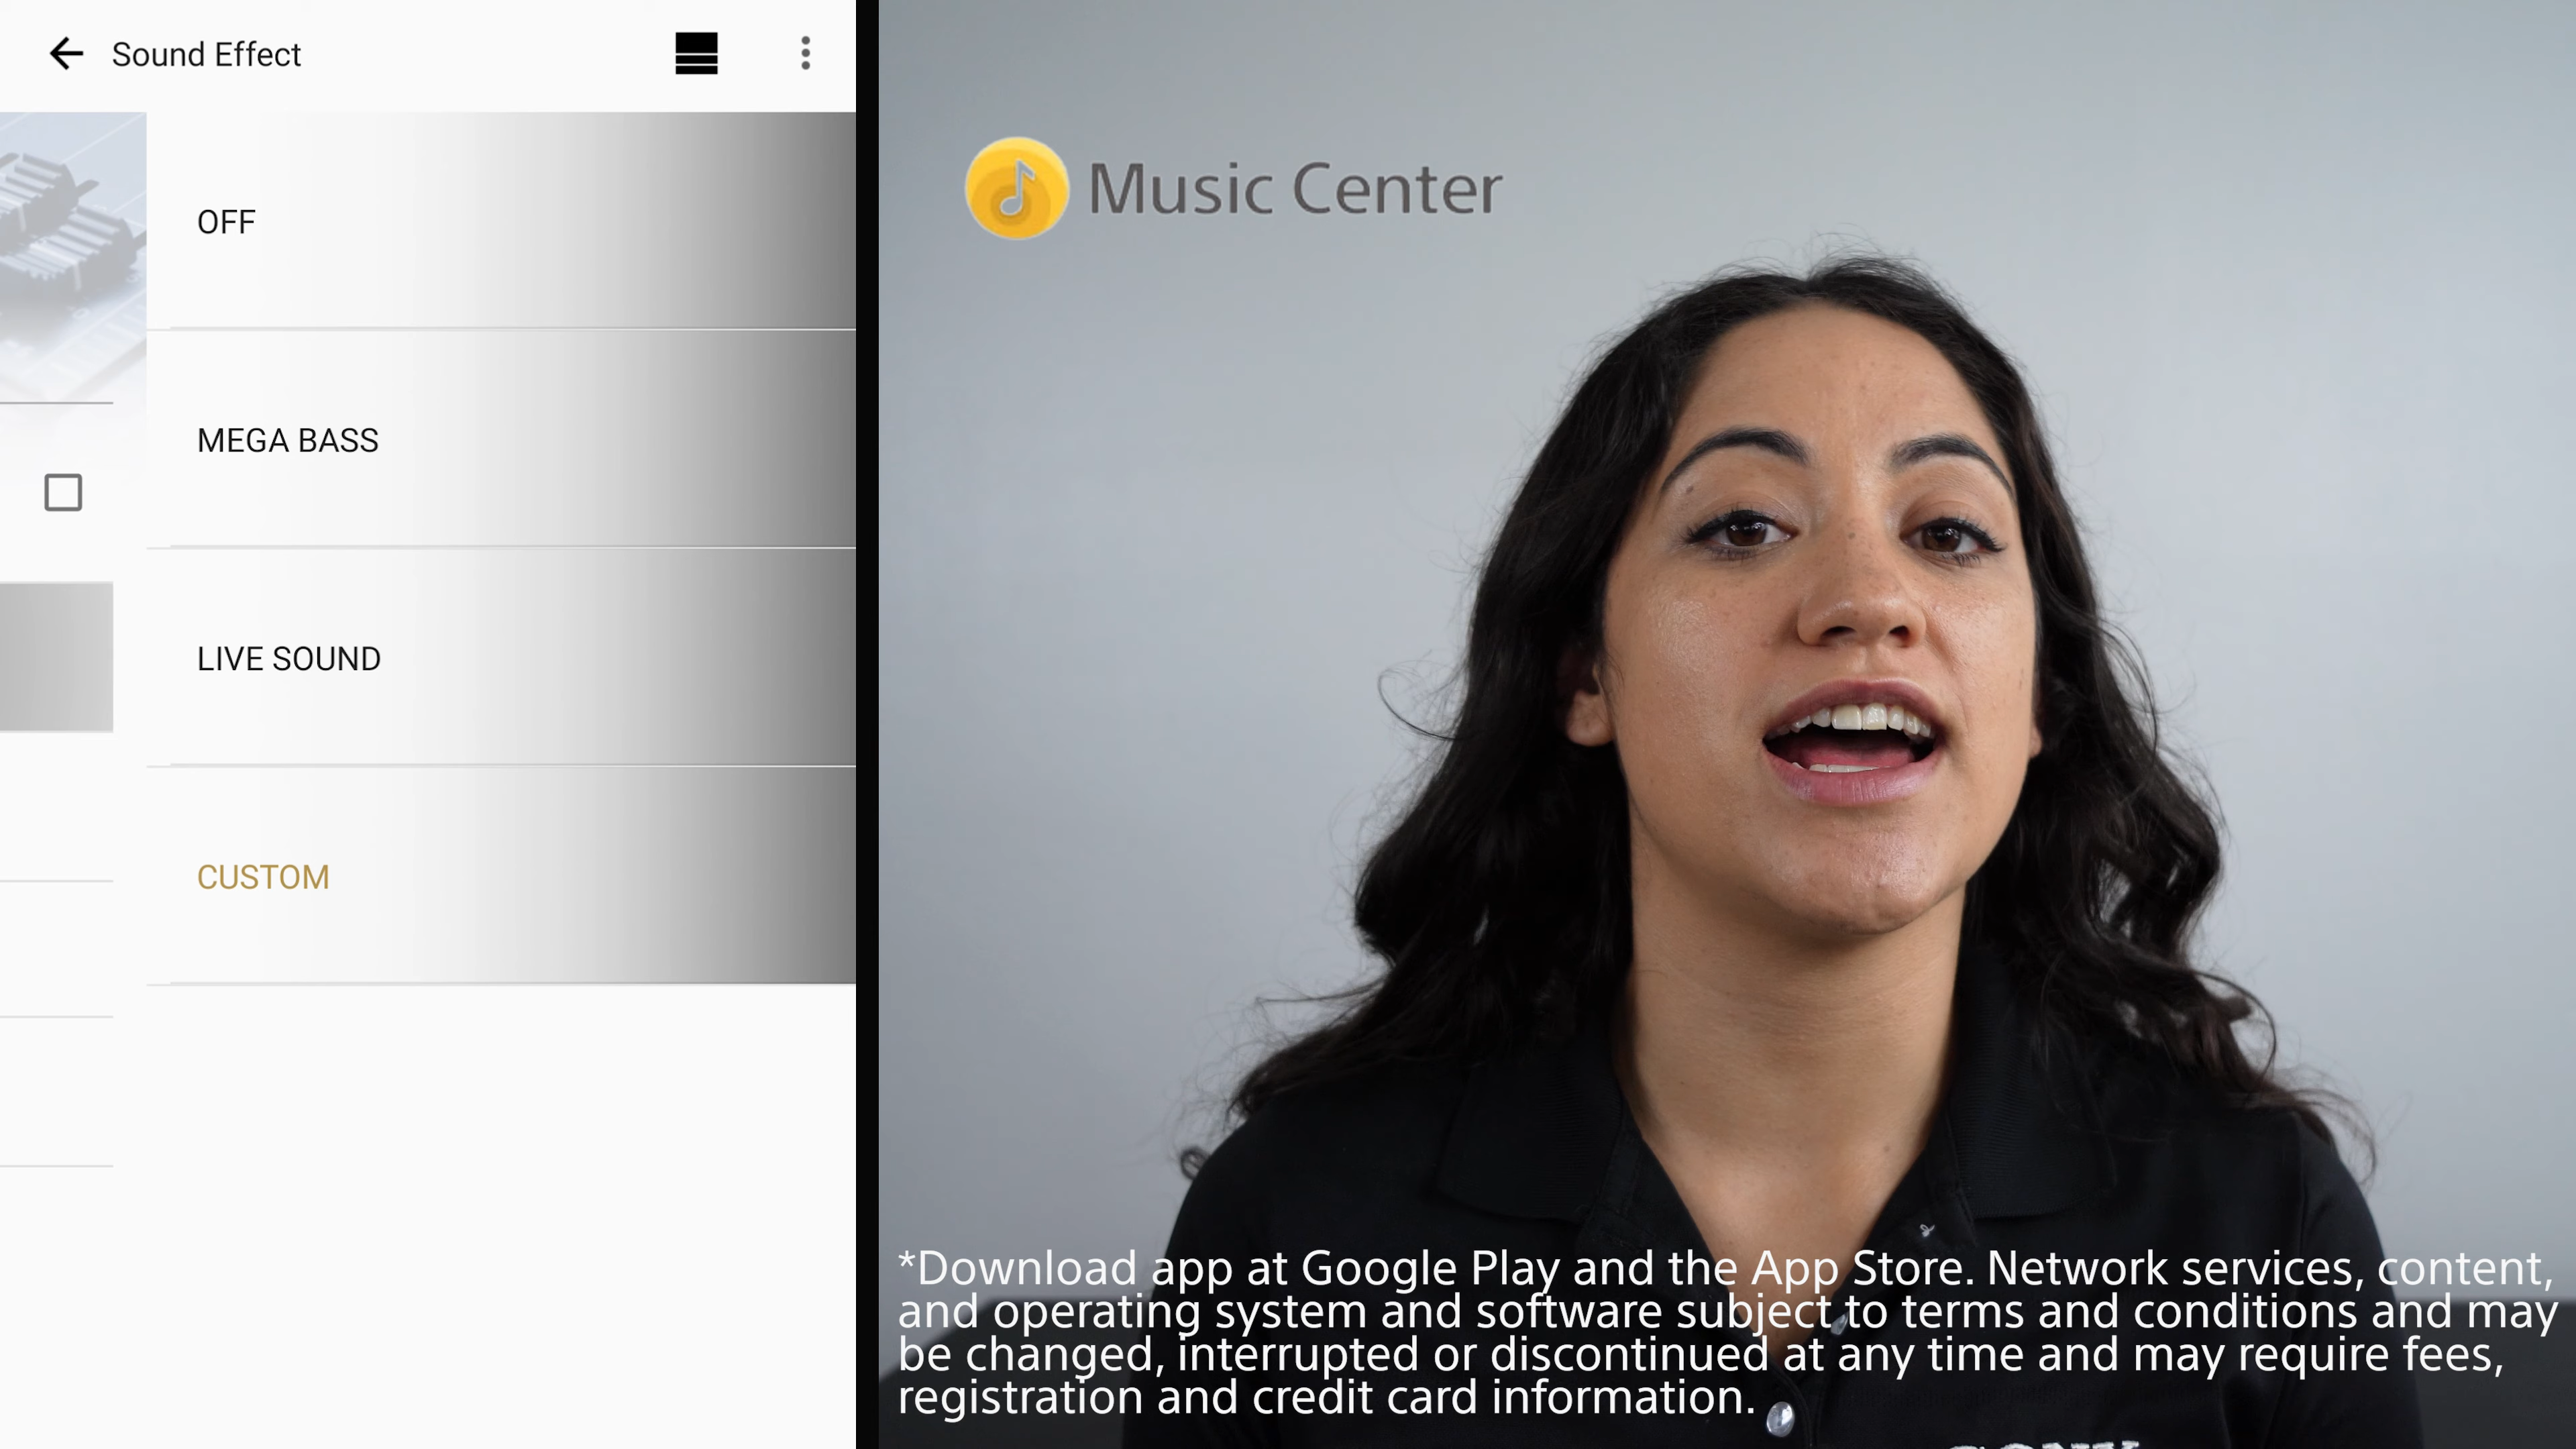 Sound Effect
OFF
MEGA BASS
LIVE SOUND
CUSTOM
Music Center
*Download app at Google Play and the App Store. Network services, content,
and operating system and software subject to terms and conditions and may
be changed, interrupted or discontinued at any time and may require fees,
registration and credit card information.
SONY